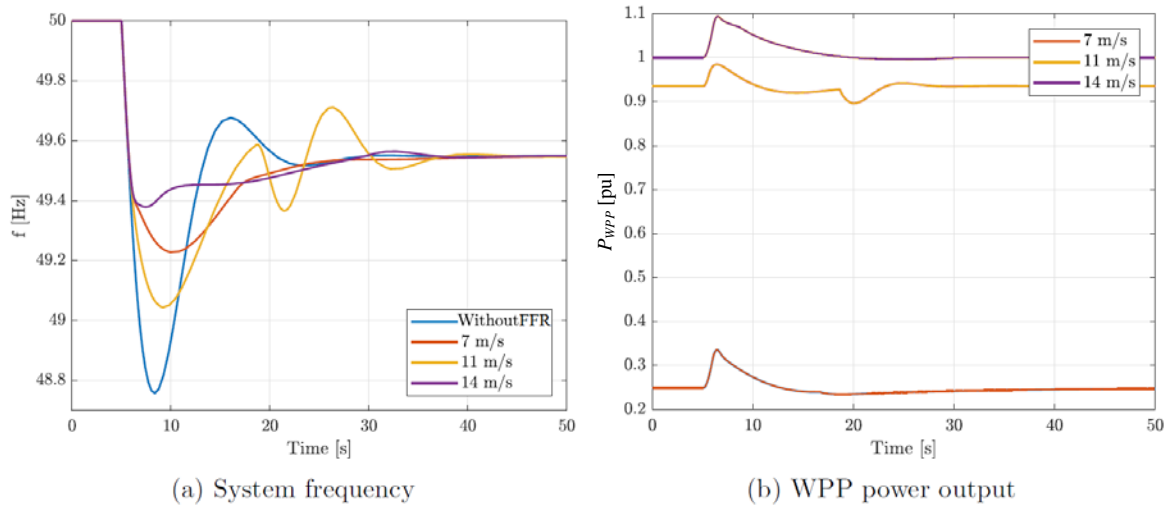 50
49.8
49.6
49.4
49.2
49
48.8
f [Hz]
0
10
20
30
40
50
Time [s]
WithoutFFR
7 m/s
11 m/s
14 m/s
(a) System frequency
1.1
1
0.9
0.8
0.7
0.6
0.5
0.4
0.3
0.2
P_WPP [pu]
0
10
20
30
40
50
Time [s]
7 m/s
11 m/s
14 m/s
(b) WPP power output